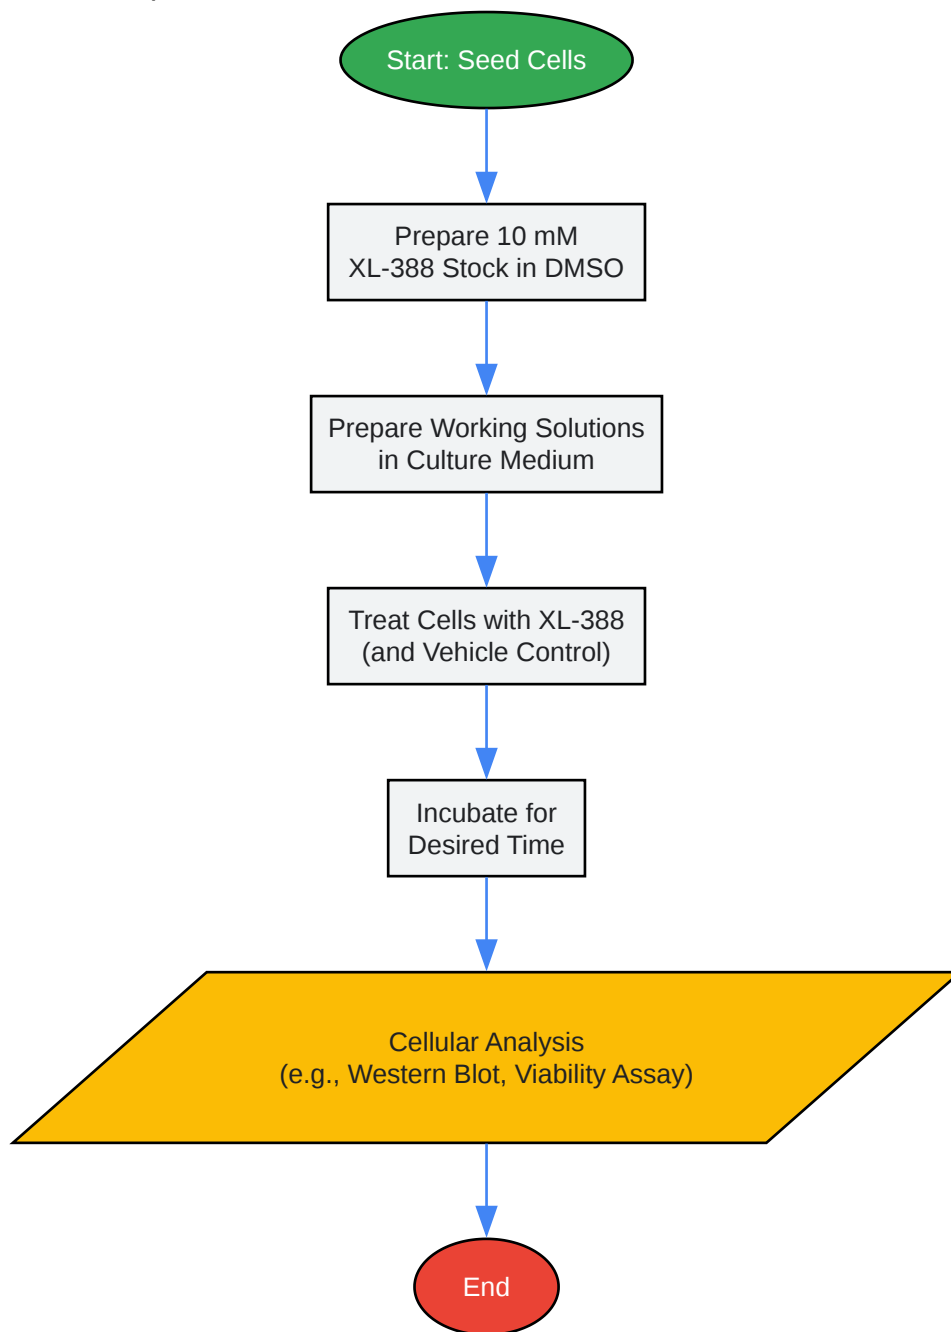 Start: Seed Cells
Prepare 10 mM
XL-388 Stock in DMSO
Prepare Working Solutions
in Culture Medium
Treat Cells with XL-388
(and Vehicle Control)
Incubate for
Desired Time
Cellular Analysis
(e.g., Western Blot, Viability Assay)
End